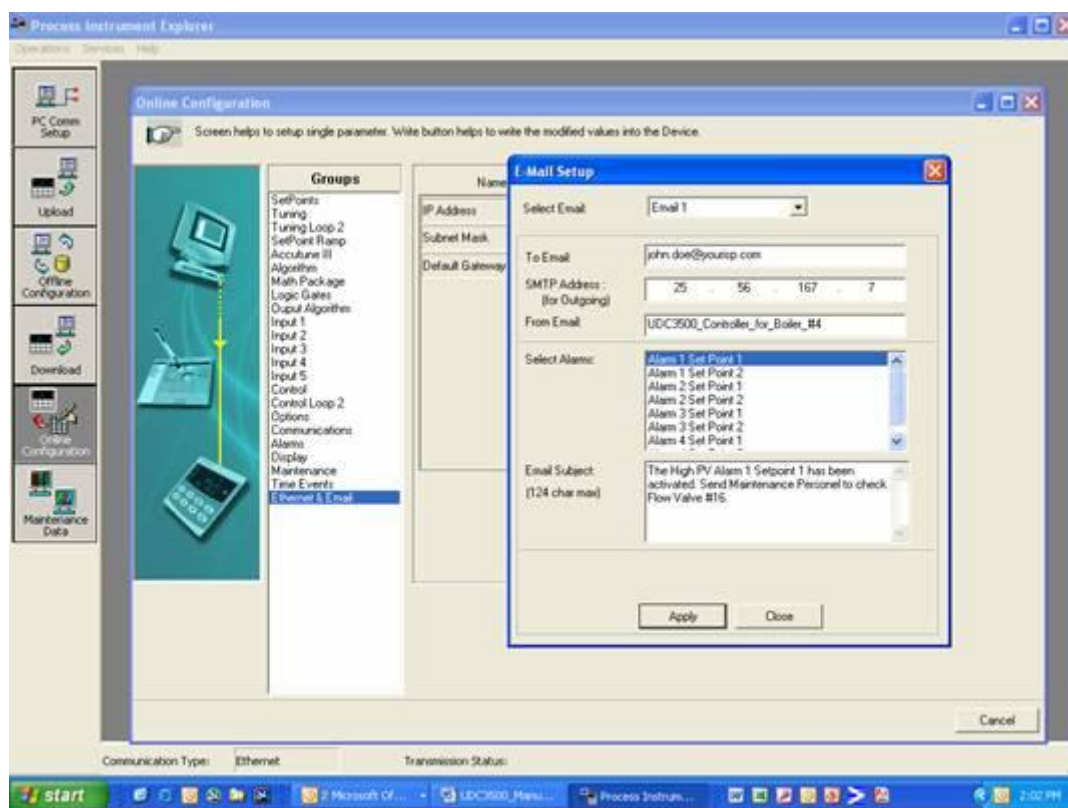 Process Instrument Explorer
Operations Services Help
PC Comm
Setup
Upload
Offline
Configuration
Download
Online
Configuration
Maintenance
Data
Online Configuration
Screen helps to setup single parameter. Write button helps to write the modified values into the Device.
Groups
SetPoints
Tuning
Tuning Loop 2
SetPoint Ramp
Accutune III
Algorithm
Math Package
Logic Gates
Ouput Algorithm
Input 1
Input 2
Input 3
Input 4
Input 5
Control
Control Loop 2
Options
Communications
Alarms
Display
Maintenance
Time Events
Ethernet & Email
Name
IP Address
Subnet Mask
Default Gateway
E-Mail Setup
Select Email: Email 1
To Email john.doe@yourisp.com
SMTP Address : 25 . 56 . 167 . 7
(for Outgoing)
From Email: UDC3500_Controller_for_Boiler_#4
Select Alarms:
Alarm 1 Set Point 1
Alarm 1 Set Point 2
Alarm 2 Set Point 1
Alarm 2 Set Point 2
Alarm 3 Set Point 1
Alarm 3 Set Point 2
Alarm 4 Set Point 1
Email Subject:
(124 char max)
The High PV Alarm 1 Setpoint 1 has been
activated. Send Maintenance Personel to check
Flow Valve #16.
Apply Close
Cancel
Communication Type: Ethernet Transmission Status:
start 2 Microsoft Of... UDC3500_Manu... Process Instrum... 2:02 PM